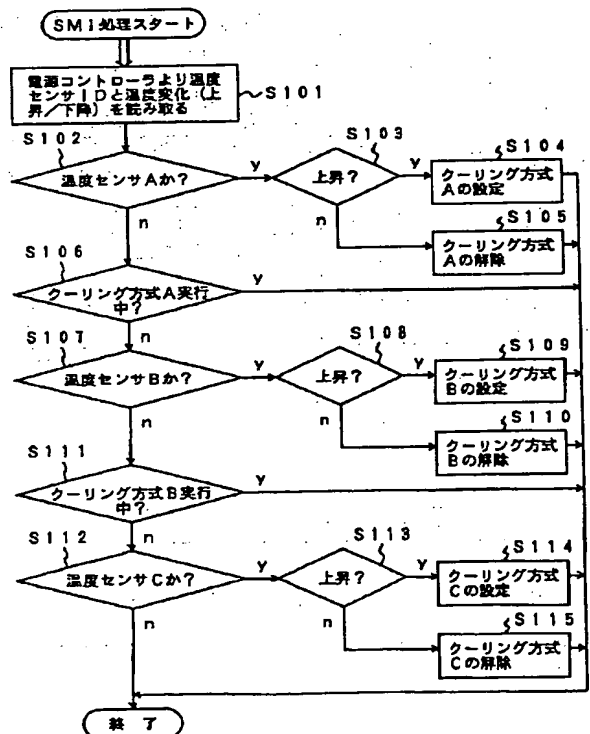 SMI処理スタート
電源コントローラより温度
センサIDと温度変化（上
昇／下降）を読み取る
S101
S102
温度センサAか？
y
n
S103
上昇？
y
n
S104
クーリング方式
Aの設定
S105
クーリング方式
Aの解除
S106
クーリング方式A実行
中？
y
n
S107
温度センサBか？
y
n
S108
上昇？
y
n
S109
クーリング方式
Bの設定
S110
クーリング方式
Bの解除
S111
クーリング方式B実行
中？
y
n
S112
温度センサCか？
y
n
S113
上昇？
y
n
S114
クーリング方式
Cの設定
S115
クーリング方式
Cの解除
終 了